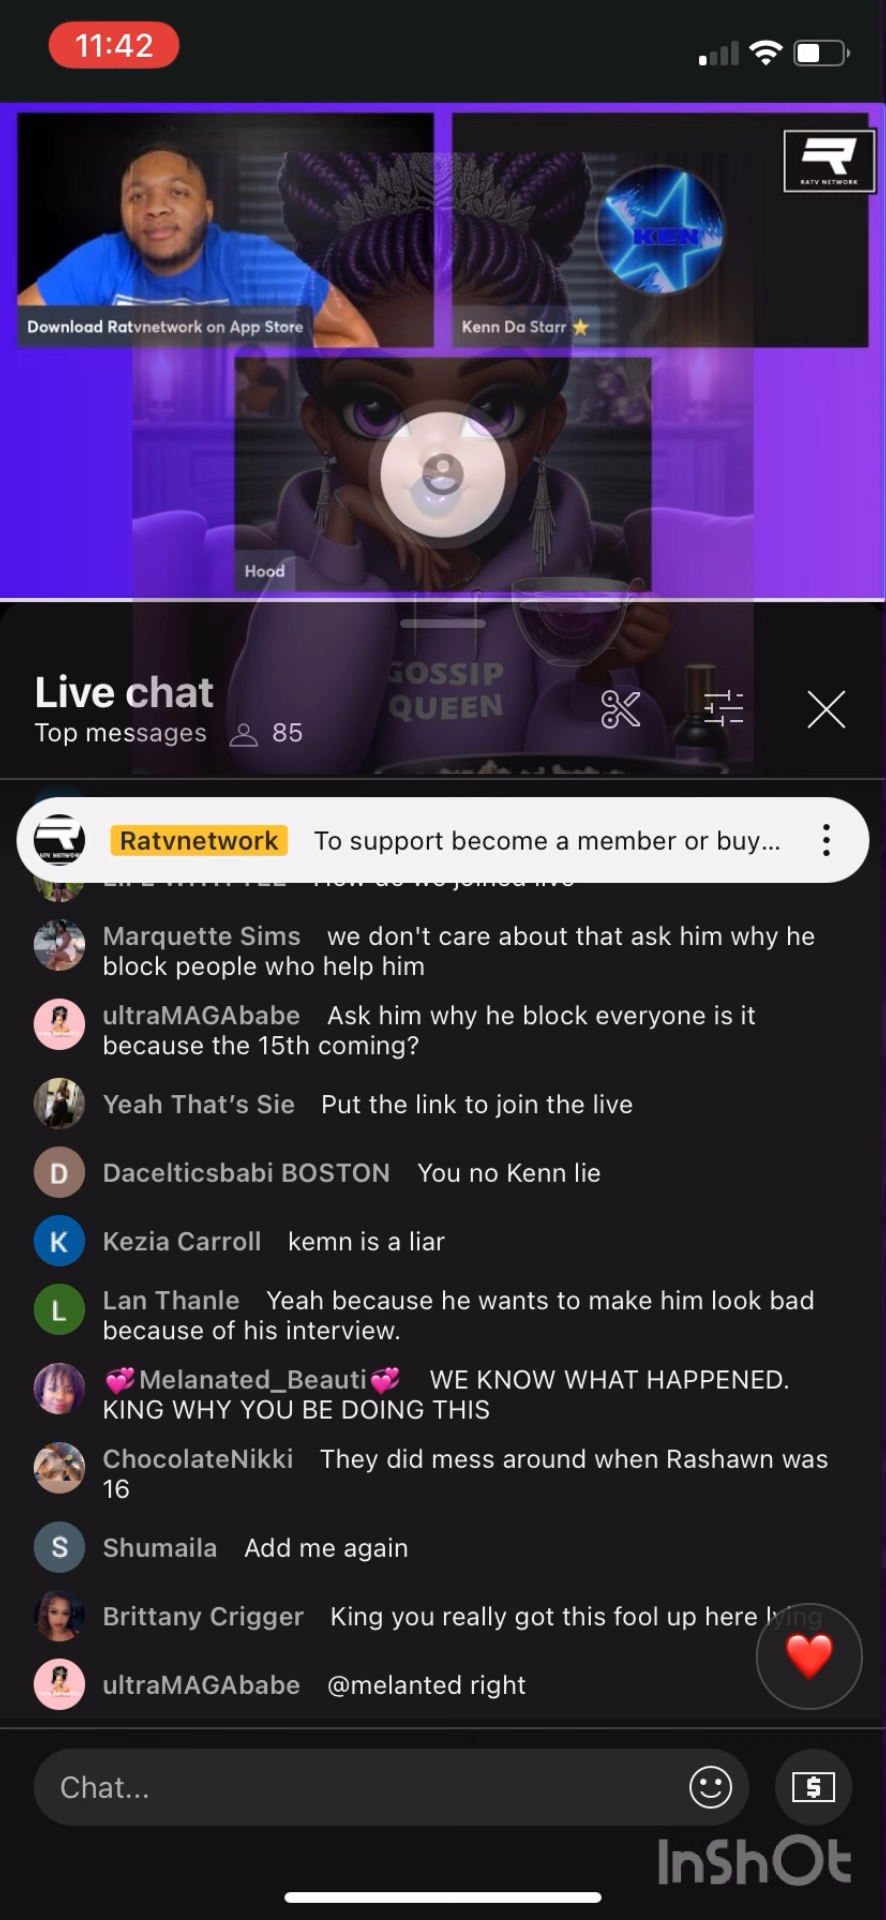 11:42
RATV NETWORK
KEN
Download Ratvnetwork on App Store
Kenn Da Starr ⭐
Hood
GOSSIP
QUEEN
Live chat
Top messages 85
Ratvnetwork To support become a member or buy...
Marquette Sims we don't care about that ask him why he
block people who help him
ultraMAGAbabe Ask him why he block everyone is it
because the 15th coming?
Yeah That’s Sie Put the link to join the live
D Dacelticsbabi BOSTON You no Kenn lie
K Kezia Carroll kemn is a liar
L Lan Thanle Yeah because he wants to make him look bad
because of his interview.
💞Melanated_Beauti💞 WE KNOW WHAT HAPPENED.
KING WHY YOU BE DOING THIS
ChocolateNikki They did mess around when Rashawn was
16
S Shumaila Add me again
Brittany Crigger King you really got this fool up here lying
ultraMAGAbabe @melanted right
Chat...
InShOt